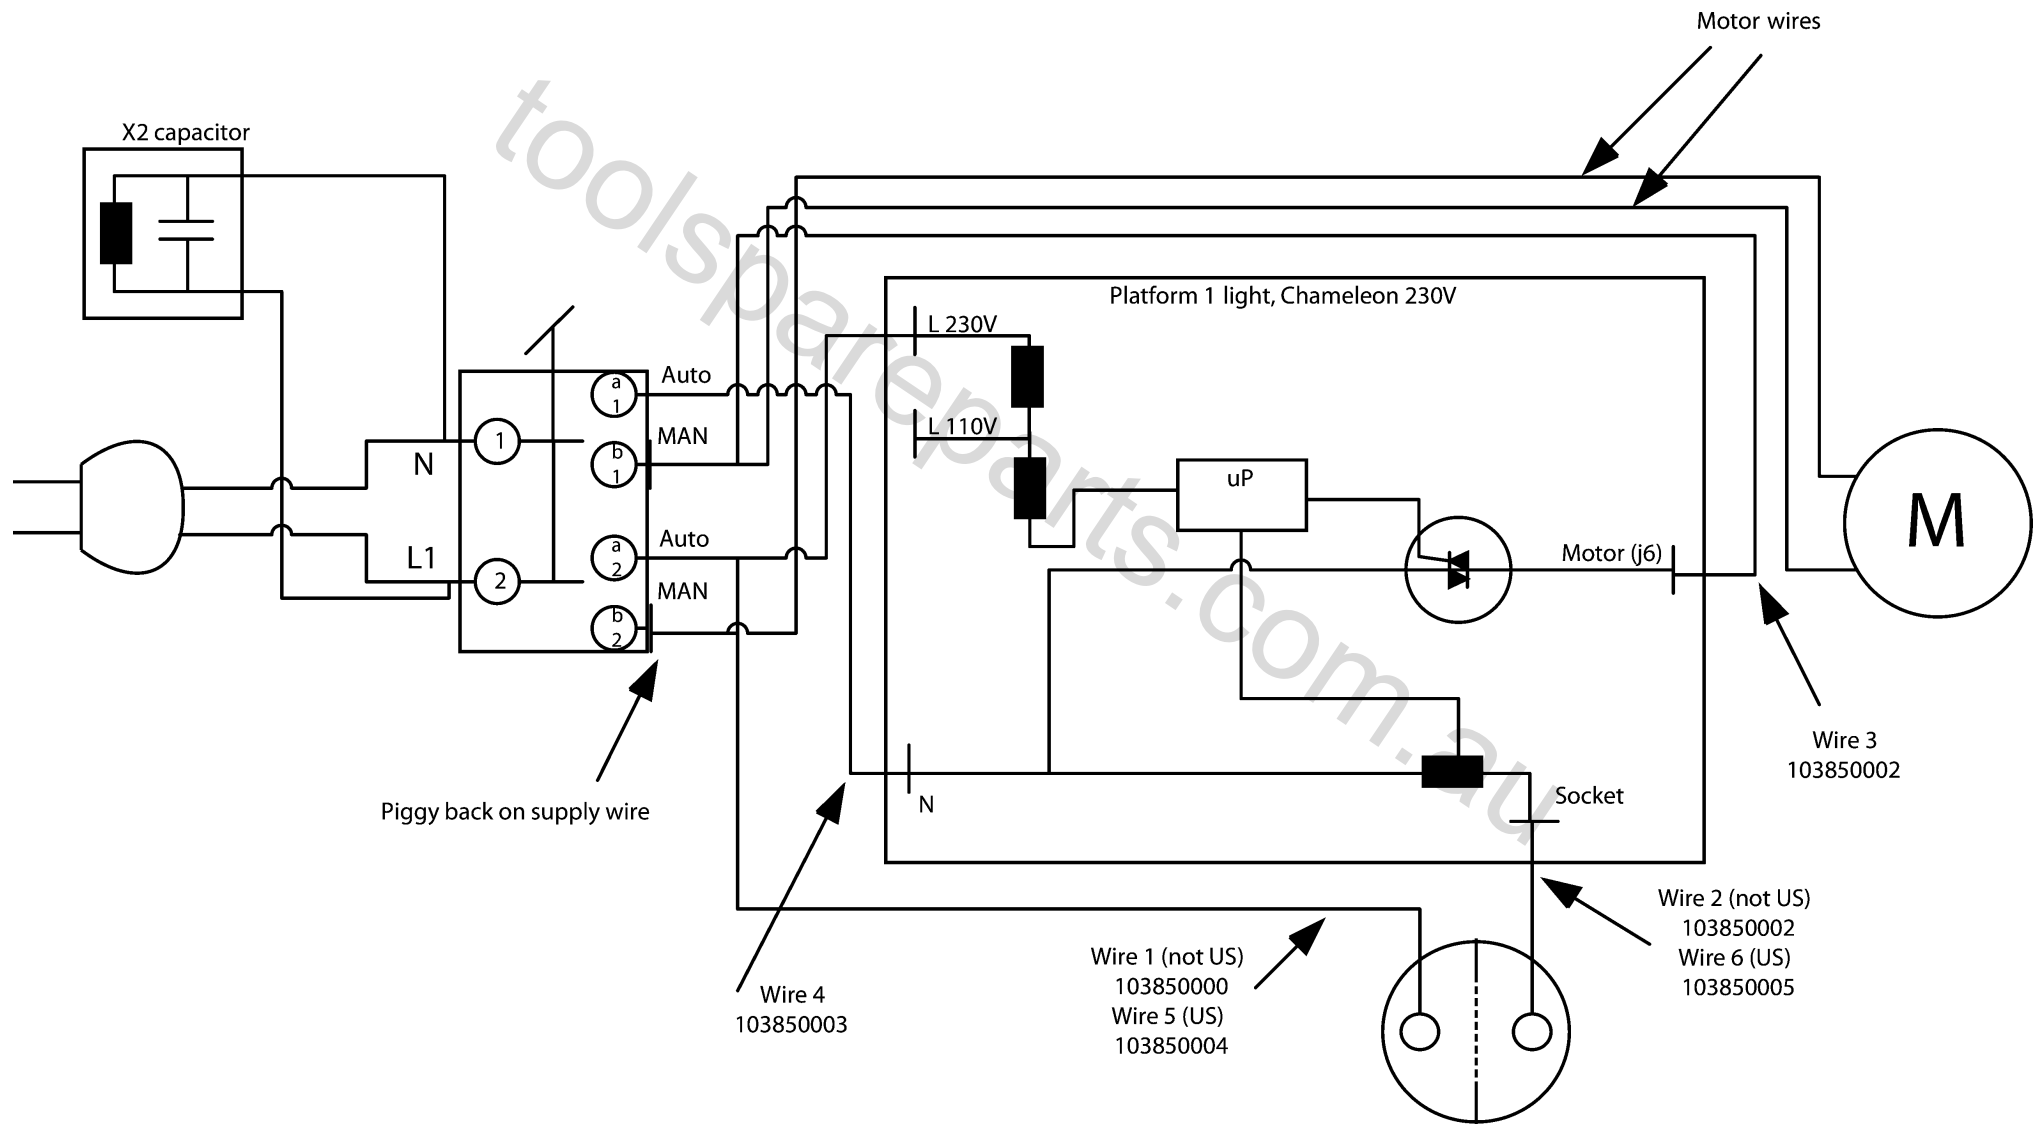 Motor wires
X2 capacitor
Platform 1 light, Chameleon 230V
L 230V
a
1
Auto
L 110V
1
N
b
1
MAN
uP
M
a
2
Auto
Motor (j6)
L1
2
MAN
b
2
Wire 3
103850002
Piggy back on supply wire
N
Socket
Wire 2 (not US)
103850002
Wire 6 (US)
103850005
Wire 1 (not US)
103850000
Wire 5 (US)
103850004
Wire 4
103850003
toolspareparts.com.au